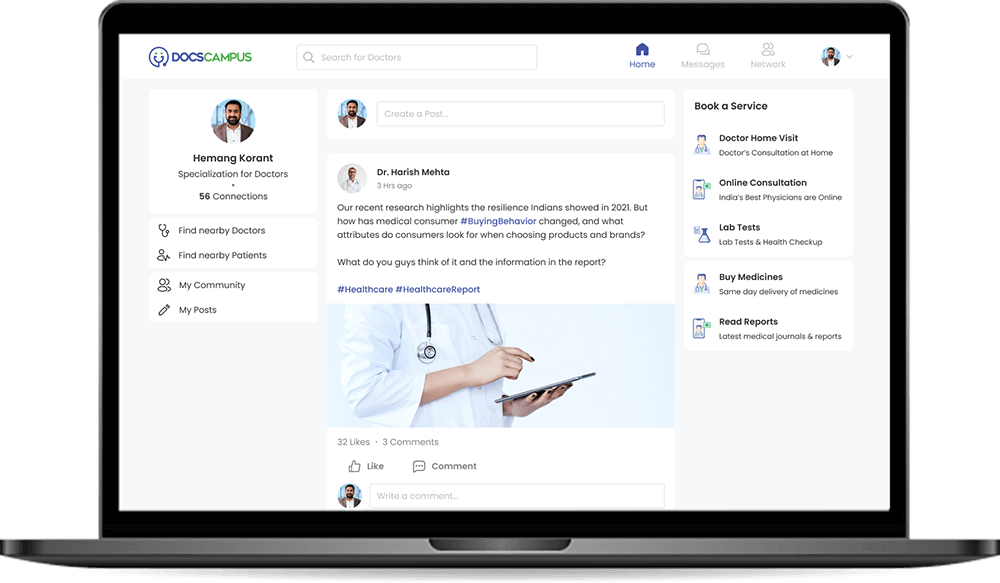 DOCSCAMPUS
Search for Doctors
Home
Messages
Network
Hemang Korant
Specialization for Doctors
56 Connections
Find nearby Doctors
Find nearby Patients
My Community
My Posts
Create a Post...
Dr. Harish Mehta
3 Hrs ago
Our recent research highlights the resilience Indians showed in 2021. But
how has medical consumer #BuyingBehavior changed, and what
attributes do consumers look for when choosing products and brands?
What do you guys think of it and the information in the report?
#Healthcare #HealthcareReport
32 Likes • 3 Comments
Like
Comment
Write a comment...
Book a Service
Doctor Home Visit
Doctor's Consultation at Home
Online Consultation
India's Best Physicians are Online
Lab Tests
Lab Tests & Health Checkup
Buy Medicines
Same day delivery of medicines
Read Reports
Latest medical journals & reports